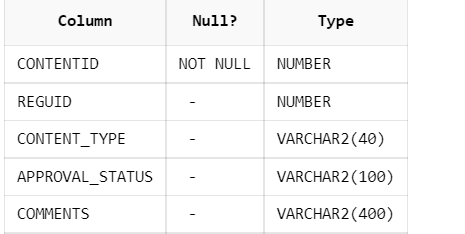 Column Null? Type
CONTENTID NOT NULL NUMBER
REGUID - NUMBER
CONTENT_TYPE - VARCHAR2(40)
APPROVAL_STATUS - VARCHAR2(100)
COMMENTS - VARCHAR2(400)